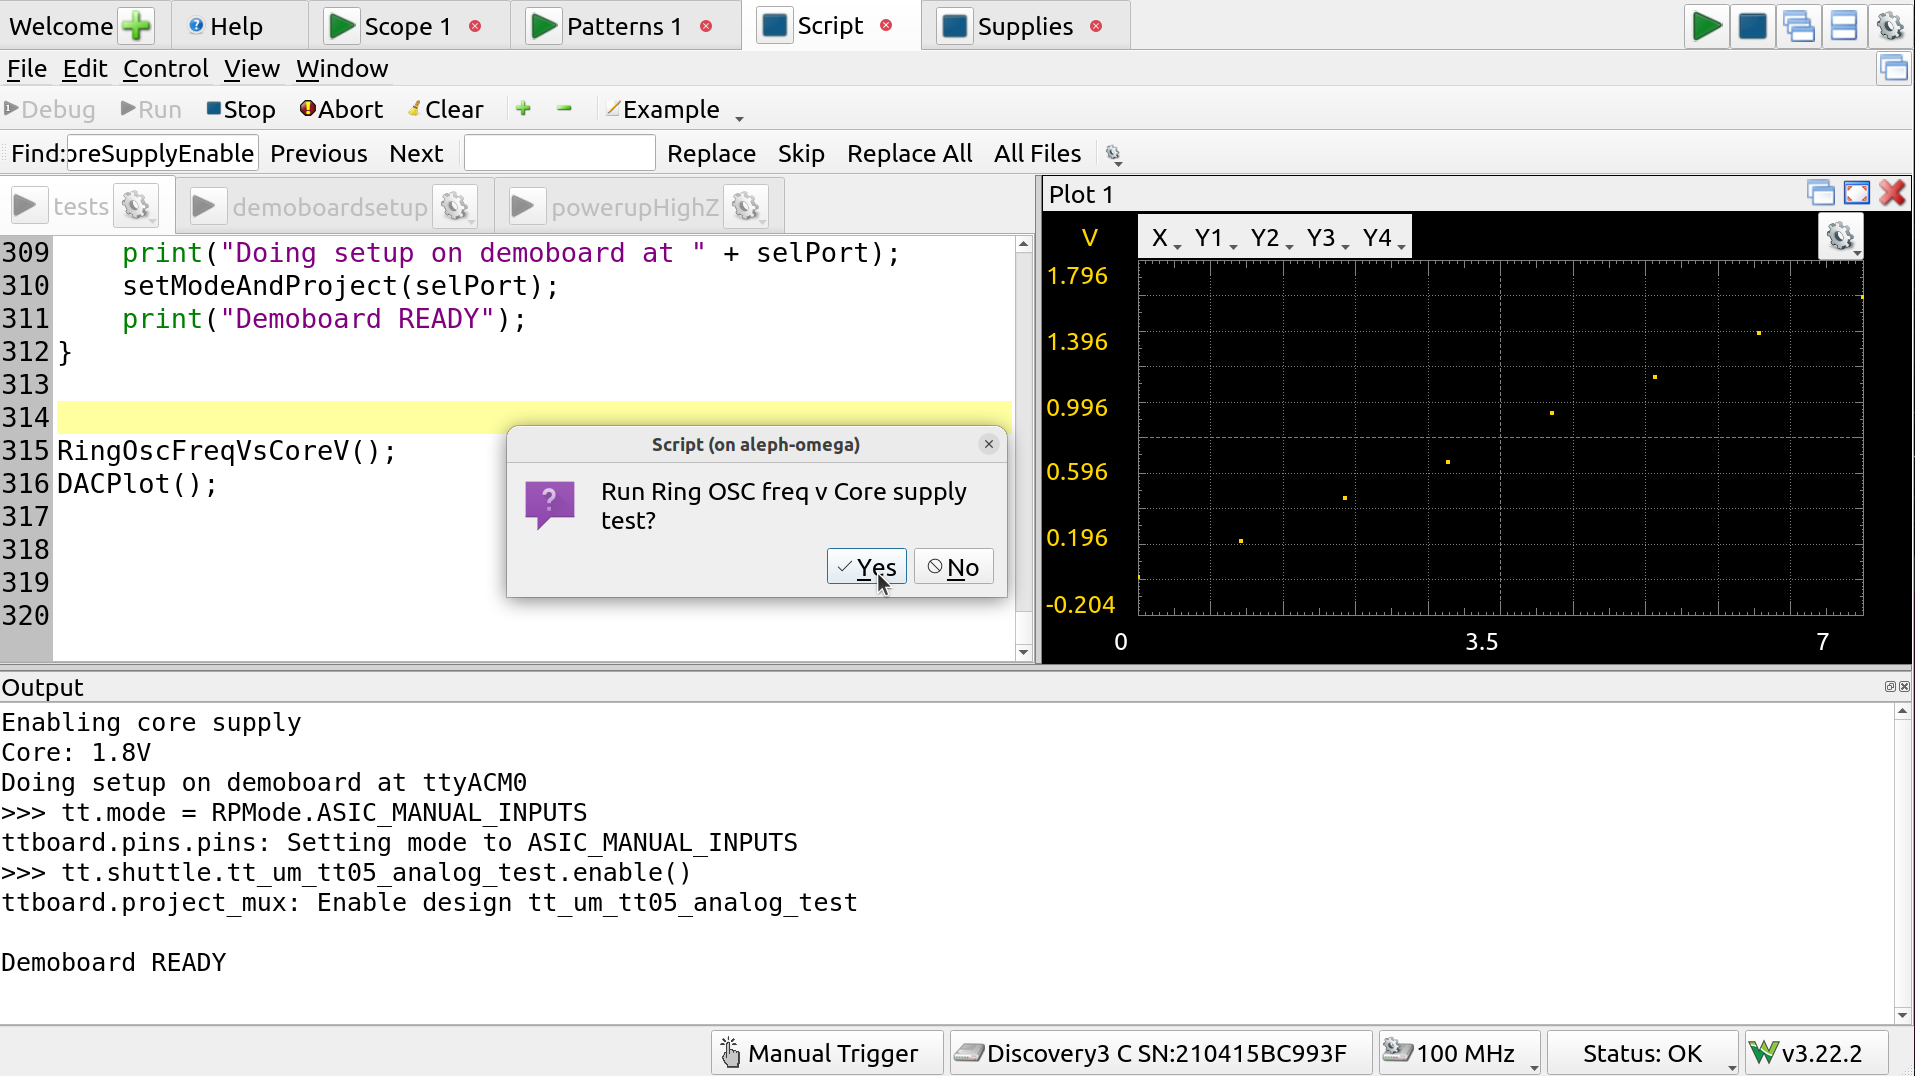 Welcome Help Scope 1 Patterns 1 Script Supplies
File Edit Control View Window
Debug Run Stop Abort Clear Example
Find: oreSupplyEnable Previous Next Replace Skip Replace All All Files
tests demoboardsetup powerupHighZ
309 print("Doing setup on demoboard at " + selPort);
310 setModeAndProject(selPort);
311 print("Demoboard READY");
312 }
313
314
315 RingOscFreqVsCoreV();
316 DACPlot();
317
318
319
320
Script (on aleph-omega)
Run Ring OSC freq v Core supply
test?
Yes No
Plot 1
V X Y1 Y2 Y3 Y4
1.796
1.396
0.996
0.596
0.196
-0.204
0 3.5 7
Output
Enabling core supply
Core: 1.8V
Doing setup on demoboard at ttyACM0
>>> tt.mode = RPMode.ASIC_MANUAL_INPUTS
ttboard.pins.pins: Setting mode to ASIC_MANUAL_INPUTS
>>> tt.shuttle.tt_um_tt05_analog_test.enable()
ttboard.project_mux: Enable design tt_um_tt05_analog_test
Demoboard READY
Manual Trigger Discovery3 C SN:210415BC993F 100 MHz Status: OK v3.22.2